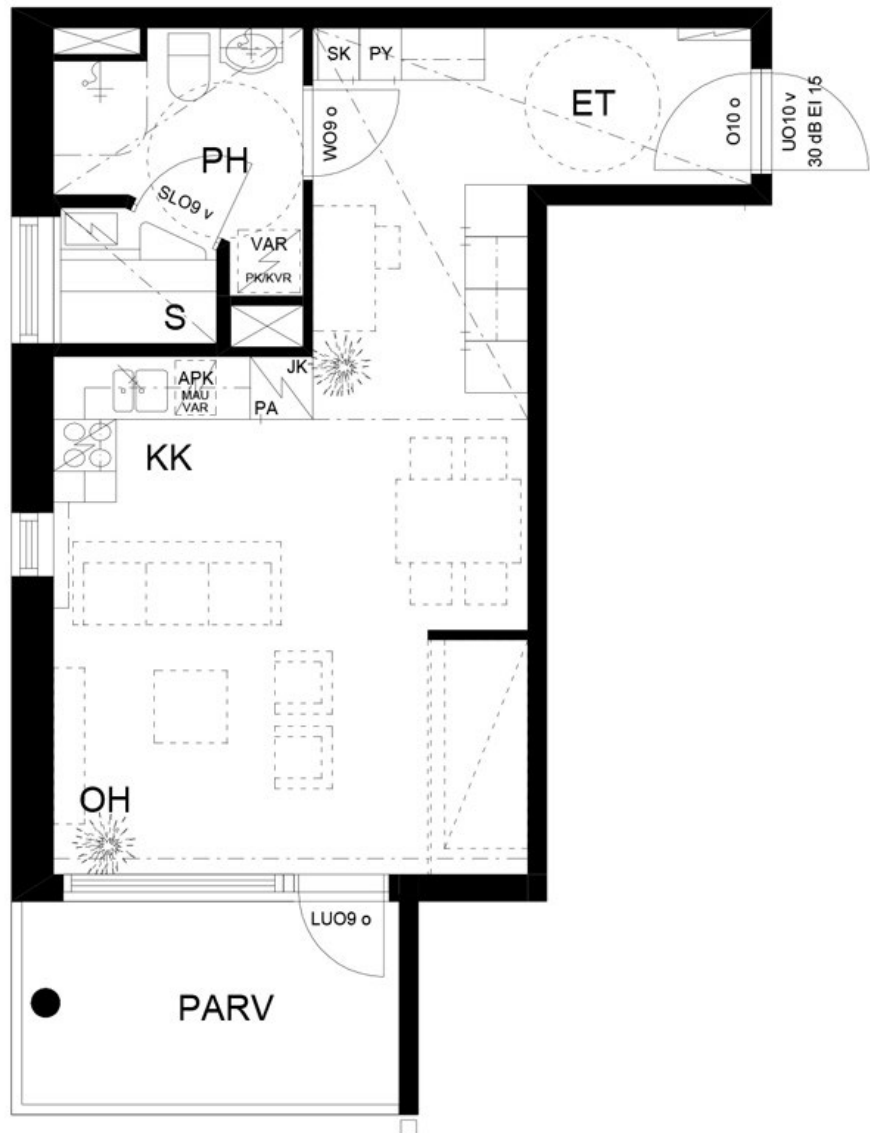 SK PY
ET
O10 o
UO10 v
30 dB EI 15
WO9 o
PH
SLO9 v
VAR
PK/KVR
S
JK
APK
MAU
VAR
PA
KK
OH
LUO9 o
PARV